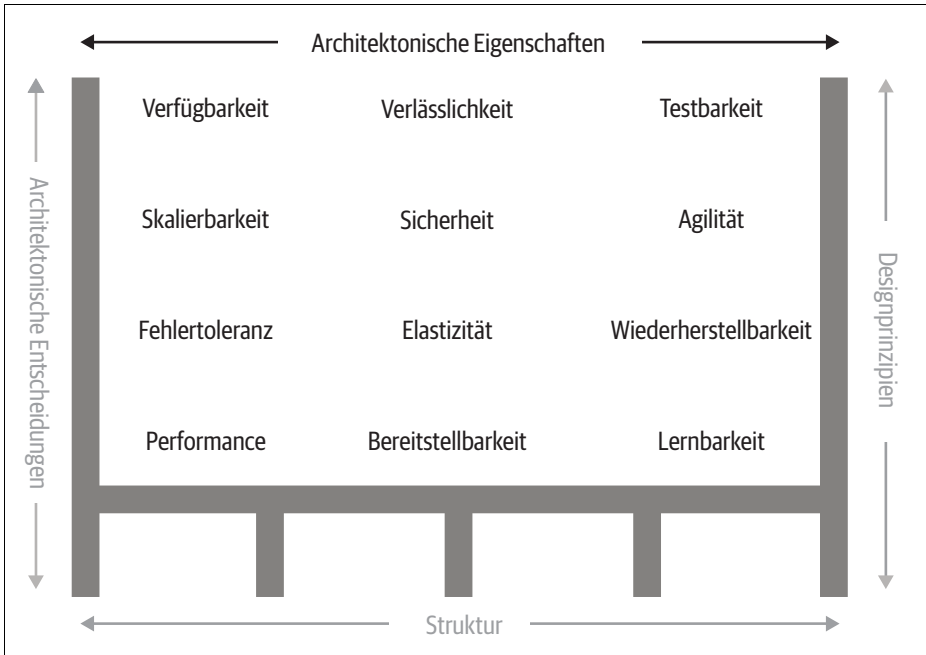 Architektonische Eigenschaften
Architektonische Entscheidungen
Verfügbarkeit Verlässlichkeit Testbarkeit
Skalierbarkeit Sicherheit Agilität
Fehlertoleranz Elastizität Wiederherstellbarkeit
Performance Bereitstellbarkeit Lernbarkeit
Designprinzipien
Struktur